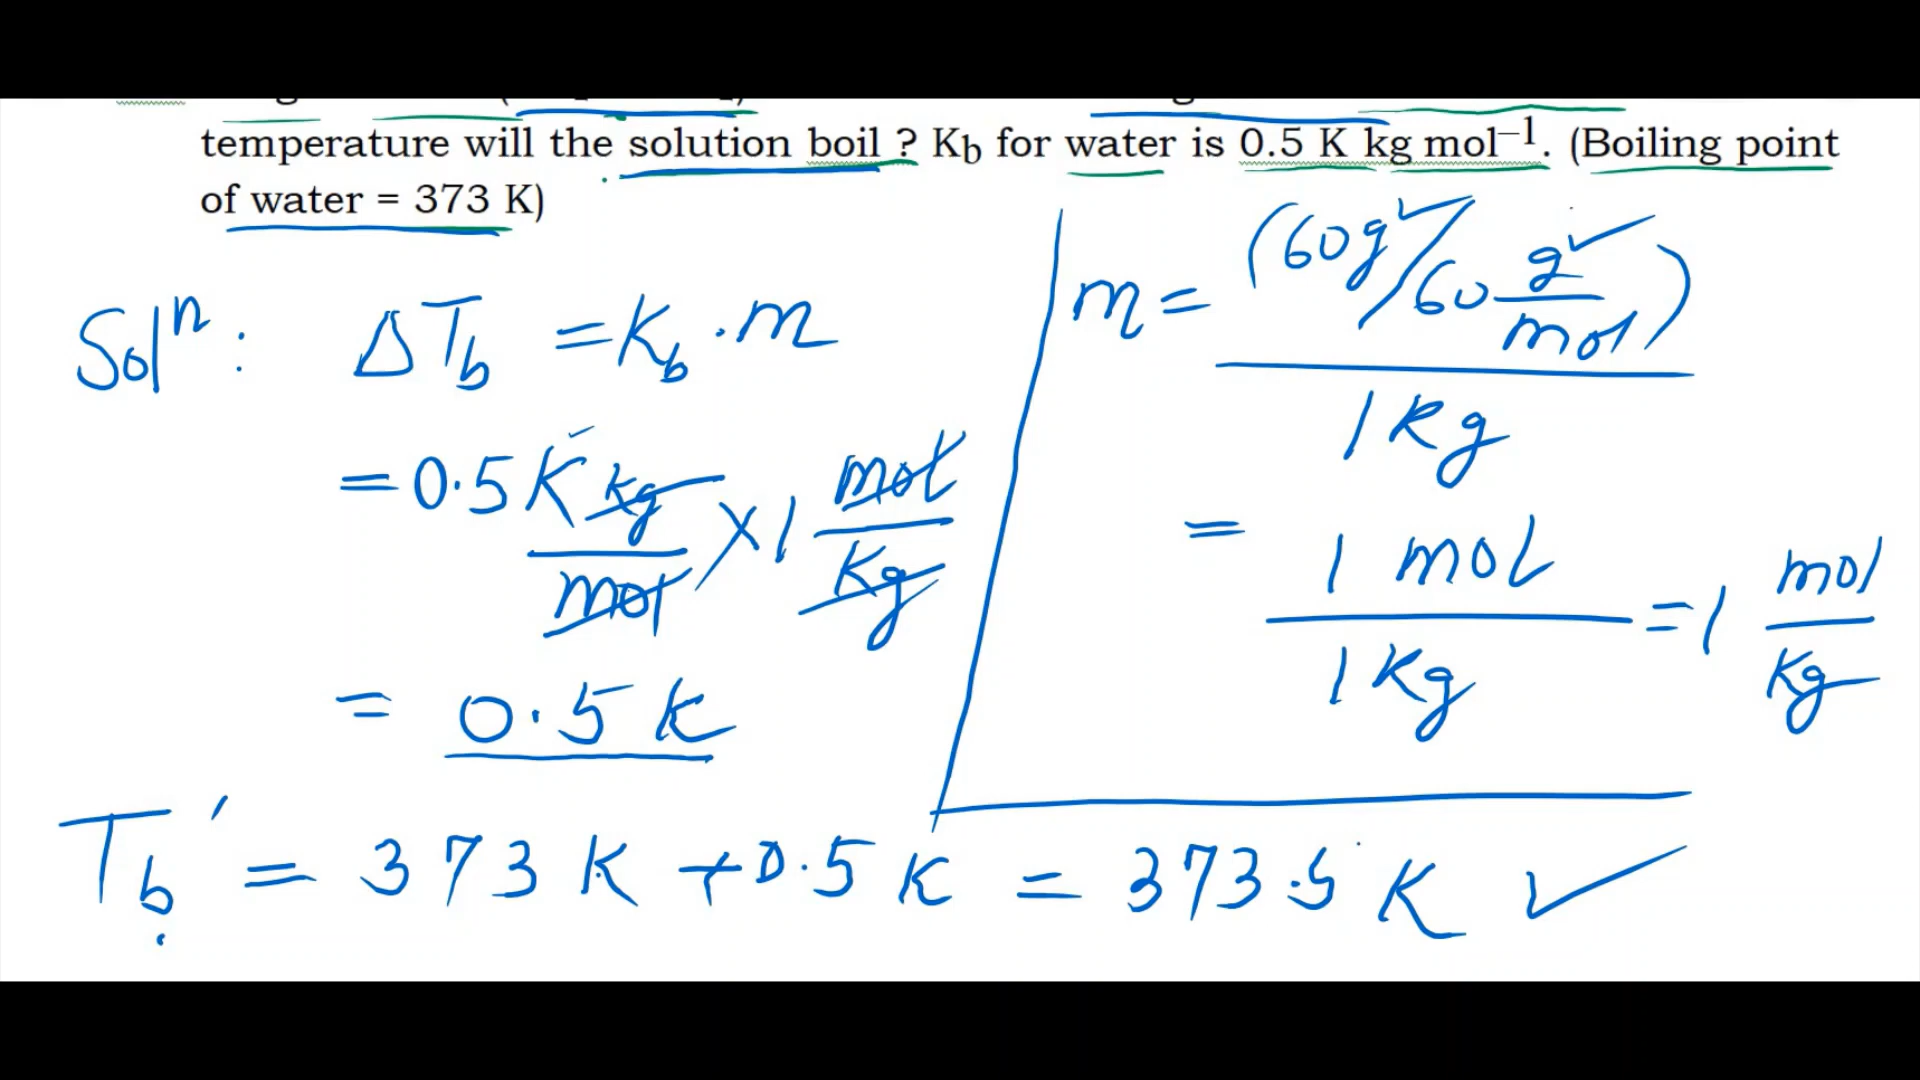 temperature will the solution boil ? Kb for water is 0.5 K kg mol⁻¹. (Boiling point
of water = 373 K)
Solⁿ : ΔTb = Kb · m
= 0.5 K kg/mol × 1 mol/kg
= 0.5 K
m = (60g / 60 g/mol) / 1 Kg
= 1 mol / 1 Kg = 1 mol/Kg
Tb' = 373 K + 0.5 K = 373.5 K ✓